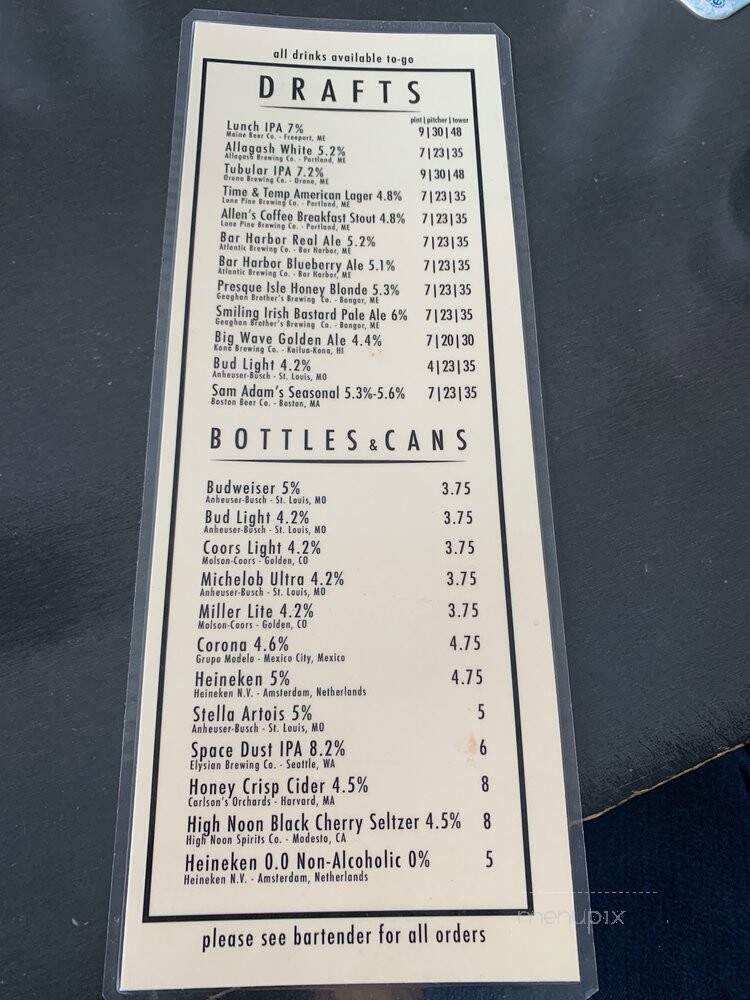 all drinks available to-go
DRAFTS
pint | pitcher | tower
Lunch IPA 7% 9|30|48
Maine Beer Co. - Freeport, ME
Allagash White 5.2% 7|23|35
Allagash Brewing Co. - Portland, ME
Tubular IPA 7.2% 9|30|48
Orono Brewing Co. - Orono, ME
Time & Temp American Lager 4.8% 7|23|35
Lone Pine Brewing Co. - Portland, ME
Allen's Coffee Breakfast Stout 4.8% 7|23|35
Lone Pine Brewing Co. - Portland, ME
Bar Harbor Real Ale 5.2% 7|23|35
Atlantic Brewing Co. - Bar Harbor, ME
Bar Harbor Blueberry Ale 5.1% 7|23|35
Atlantic Brewing Co. - Bar Harbor, ME
Presque Isle Honey Blonde 5.3% 7|23|35
Geaghan Brother's Brewing Co. - Bangor, ME
Smiling Irish Bastard Pale Ale 6% 7|23|35
Geaghan Brother's Brewing Co. - Bangor, ME
Big Wave Golden Ale 4.4% 7|20|30
Kona Brewing Co. - Kailua-Kona, HI
Bud Light 4.2% 4|23|35
Anheuser-Busch - St. Louis, MO
Sam Adam's Seasonal 5.3%-5.6% 7|23|35
Boston Beer Co. - Boston, MA
BOTTLES & CANS
Budweiser 5% 3.75
Anheuser-Busch - St. Louis, MO
Bud Light 4.2% 3.75
Anheuser-Busch - St. Louis, MO
Coors Light 4.2% 3.75
Molson-Coors - Golden, CO
Michelob Ultra 4.2% 3.75
Anheuser-Busch - St. Louis, MO
Miller Lite 4.2% 3.75
Molson-Coors - Golden, CO
Corona 4.6% 4.75
Grupo Modelo - Mexico City, Mexico
Heineken 5% 4.75
Heineken N.V. - Amsterdam, Netherlands
Stella Artois 5% 5
Anheuser-Busch - St. Louis, MO
Space Dust IPA 8.2% 6
Elysian Brewing Co. - Seattle, WA
Honey Crisp Cider 4.5% 8
Carlson's Orchards - Harvard, MA
High Noon Black Cherry Seltzer 4.5% 8
High Noon Spirits Co. - Modesto, CA
Heineken 0.0 Non-Alcoholic 0% 5
Heineken N.V. - Amsterdam, Netherlands
menupix
please see bartender for all orders